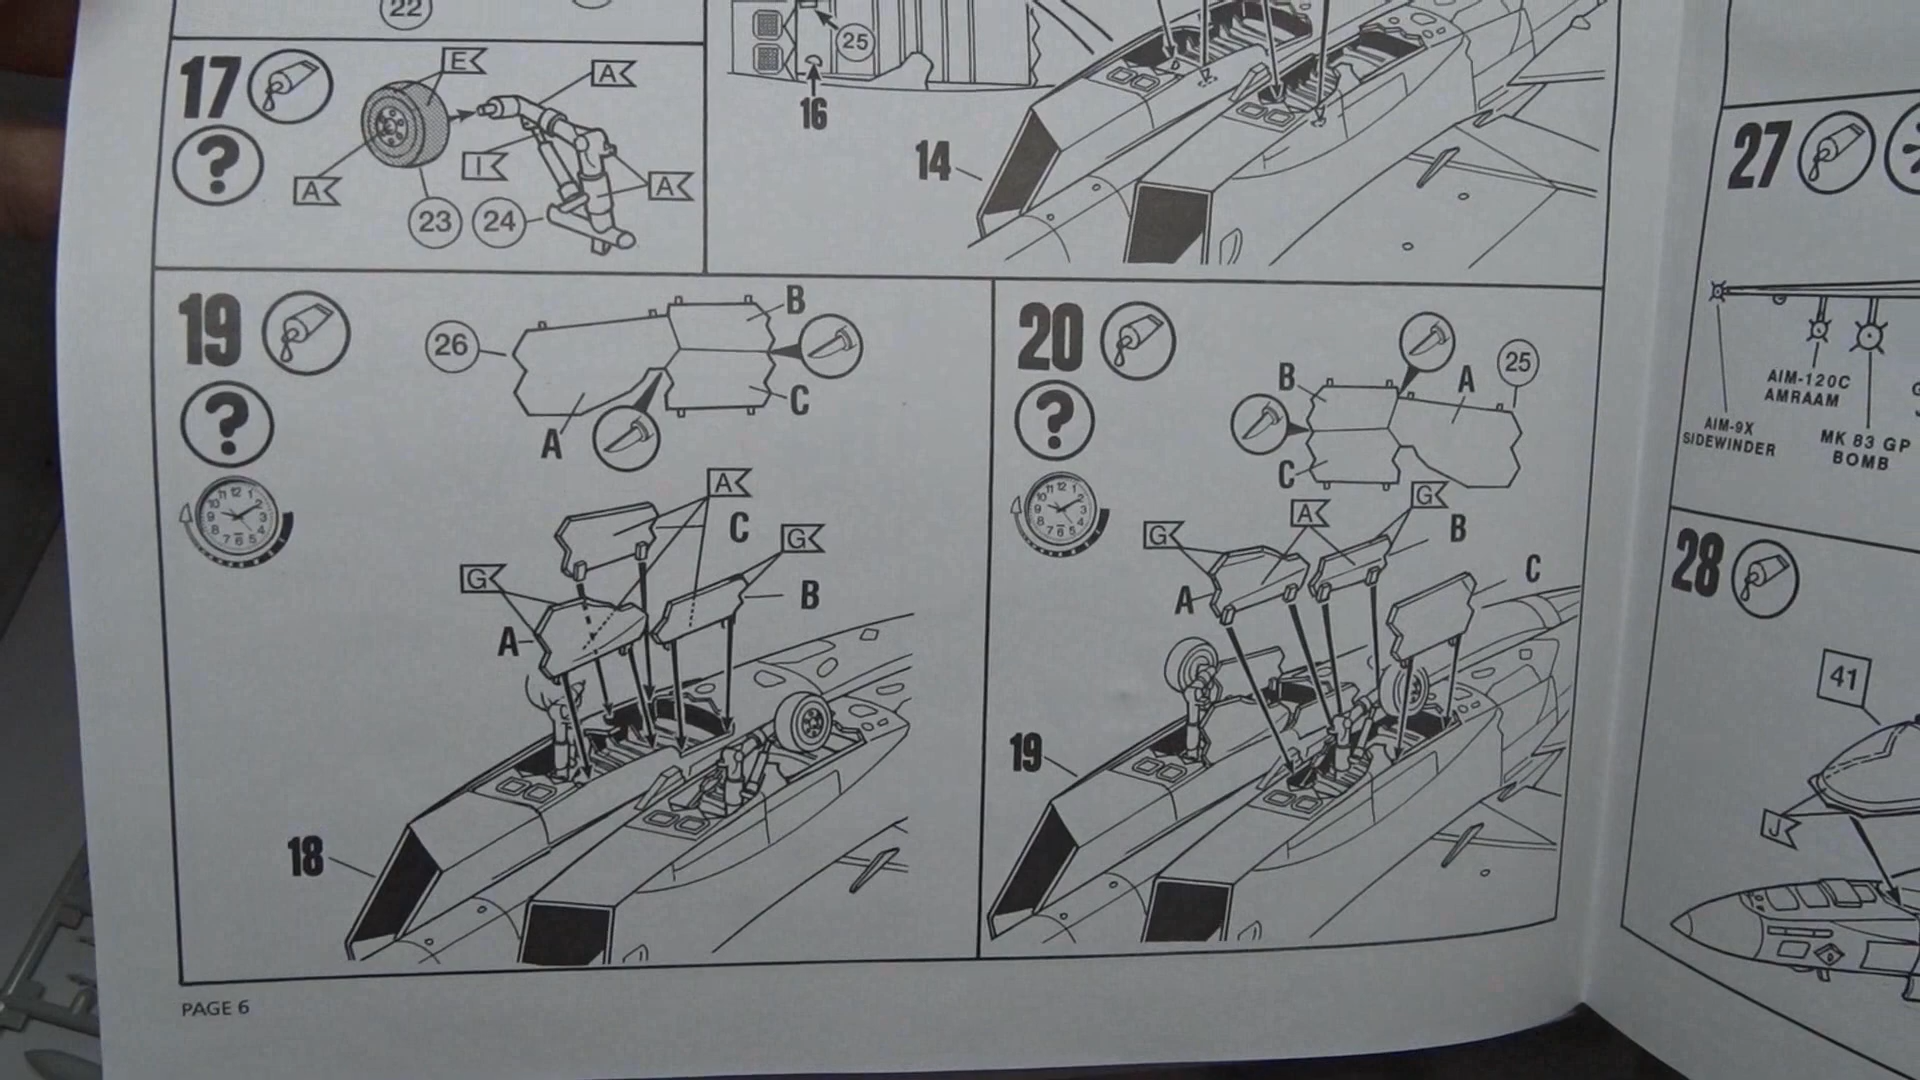 22
17
E
A
I
A
A
23
24
25
16
14
19
?
26
B
C
A
A
C
G
G
B
A
18
20
?
B
A
25
C
G
A
G
B
A
C
19
PAGE 6
27
AIM-120C
AMRAAM
AIM-9X
SIDEWINDER
MK 83 GP
BOMB
28
41
J